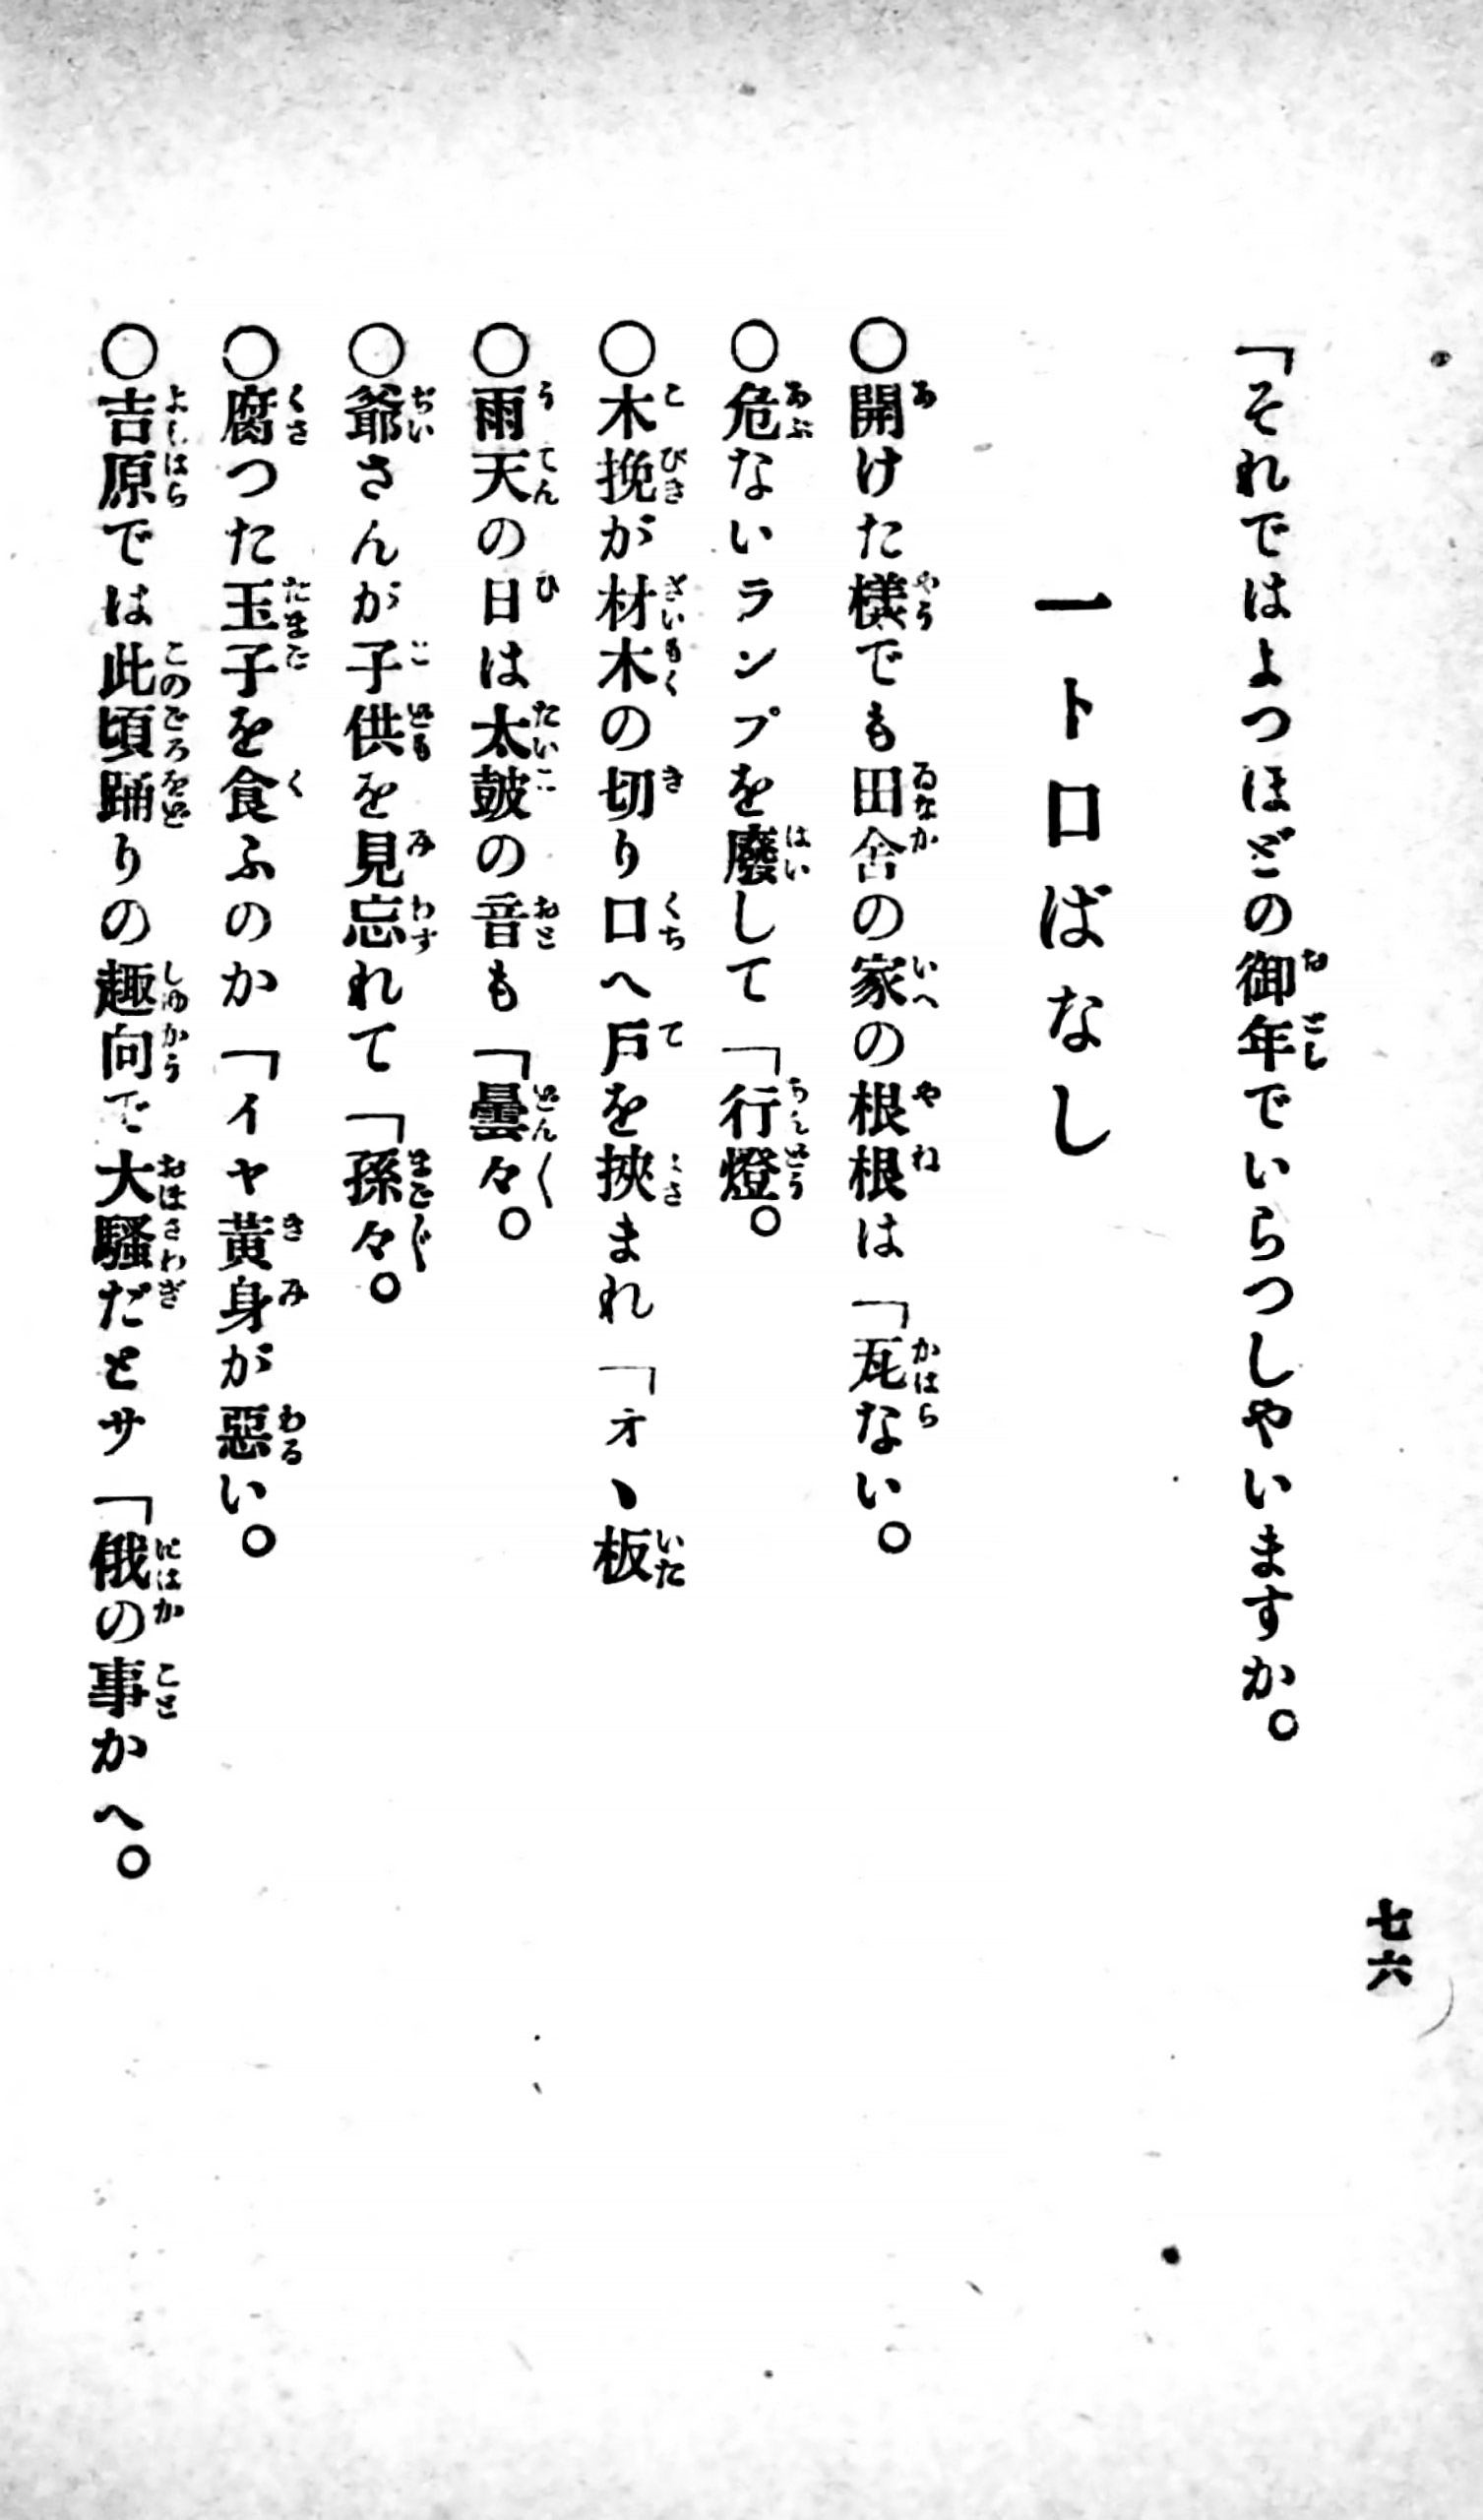 七六
「それではよつほどの御年でいらつしやいますか。
一ト口ばなし
○開けた樣でも田舍の家の根根は「瓦ない。
○危ないランプを廢して「行燈。
○木挽が材木の切り口へ戸を挾まれ「オヽ板
○雨天の日は太皷の音も「曇々。
○爺さんが子供を見忘れて「孫々。
○腐つた玉子を食ふのか「イヤ黃身が惡い。
○吉原では此頃踊りの趣向で大騷だとサ「俄の事かへ。